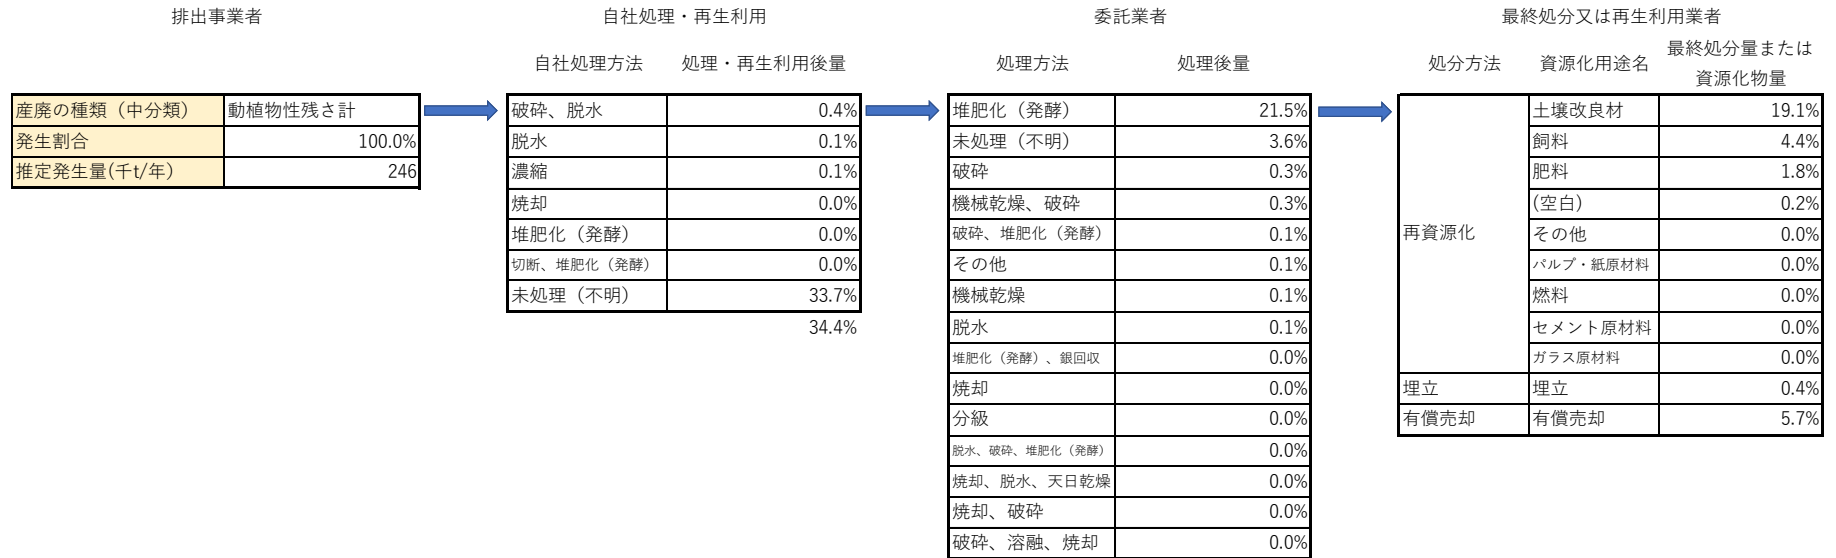 排出事業者
自社処理・再生利用
委託業者
最終処分又は再生利用業者
自社処理方法 処理・再生利用後量
処理方法 処理後量
処分方法 資源化用途名 最終処分量または
資源化物量
産廃の種類（中分類） 動植物性残さ計
発生割合 100.0%
推定発生量(千t/年） 246
破砕、脱水 0.4%
脱水 0.1%
濃縮 0.1%
焼却 0.0%
堆肥化（発酵） 0.0%
切断、堆肥化（発酵） 0.0%
未処理（不明） 33.7%
34.4%
堆肥化（発酵） 21.5%
未処理（不明） 3.6%
破砕 0.3%
機械乾燥、破砕 0.3%
破砕、堆肥化（発酵） 0.1%
その他 0.1%
機械乾燥 0.1%
脱水 0.1%
堆肥化（発酵）、銀回収 0.0%
焼却 0.0%
分級 0.0%
脱水、破砕、堆肥化（発酵） 0.0%
焼却、脱水、天日乾燥 0.0%
焼却、破砕 0.0%
破砕、溶融、焼却 0.0%
再資源化
土壌改良材 19.1%
飼料 4.4%
肥料 1.8%
(空白) 0.2%
その他 0.0%
パルプ・紙原材料 0.0%
燃料 0.0%
セメント原材料 0.0%
ガラス原材料 0.0%
埋立 埋立 0.4%
有償売却 有償売却 5.7%